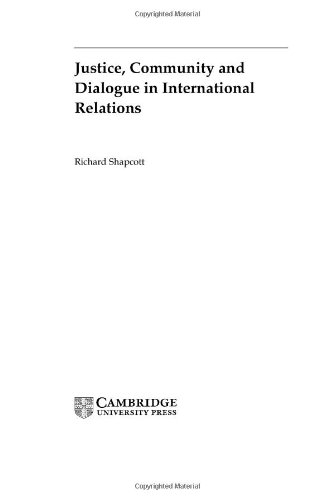 Copyrighted Material
Justice, Community and
Dialogue in International
Relations
Richard Shapcott
CAMBRIDGE
UNIVERSITY PRESS
Copyrighted Material